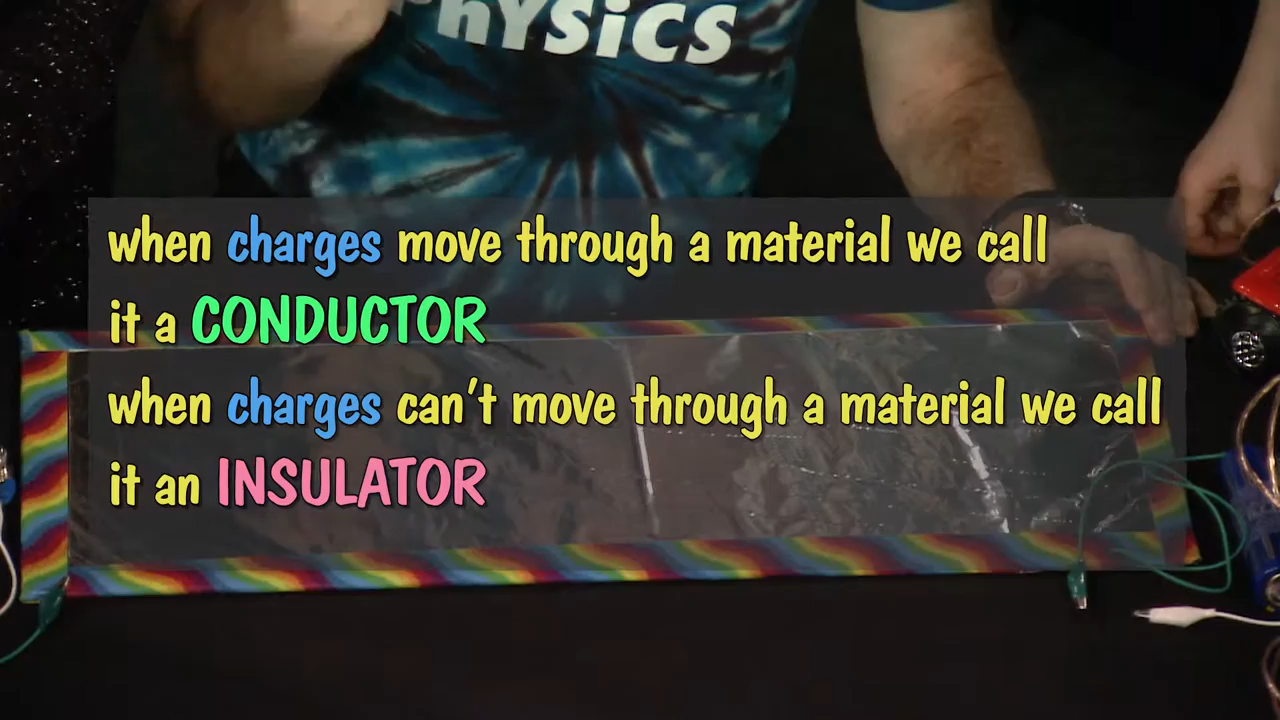 PhYSiCS
when charges move through a material we call
it a CONDUCTOR
when charges can't move through a material we call
it an INSULATOR